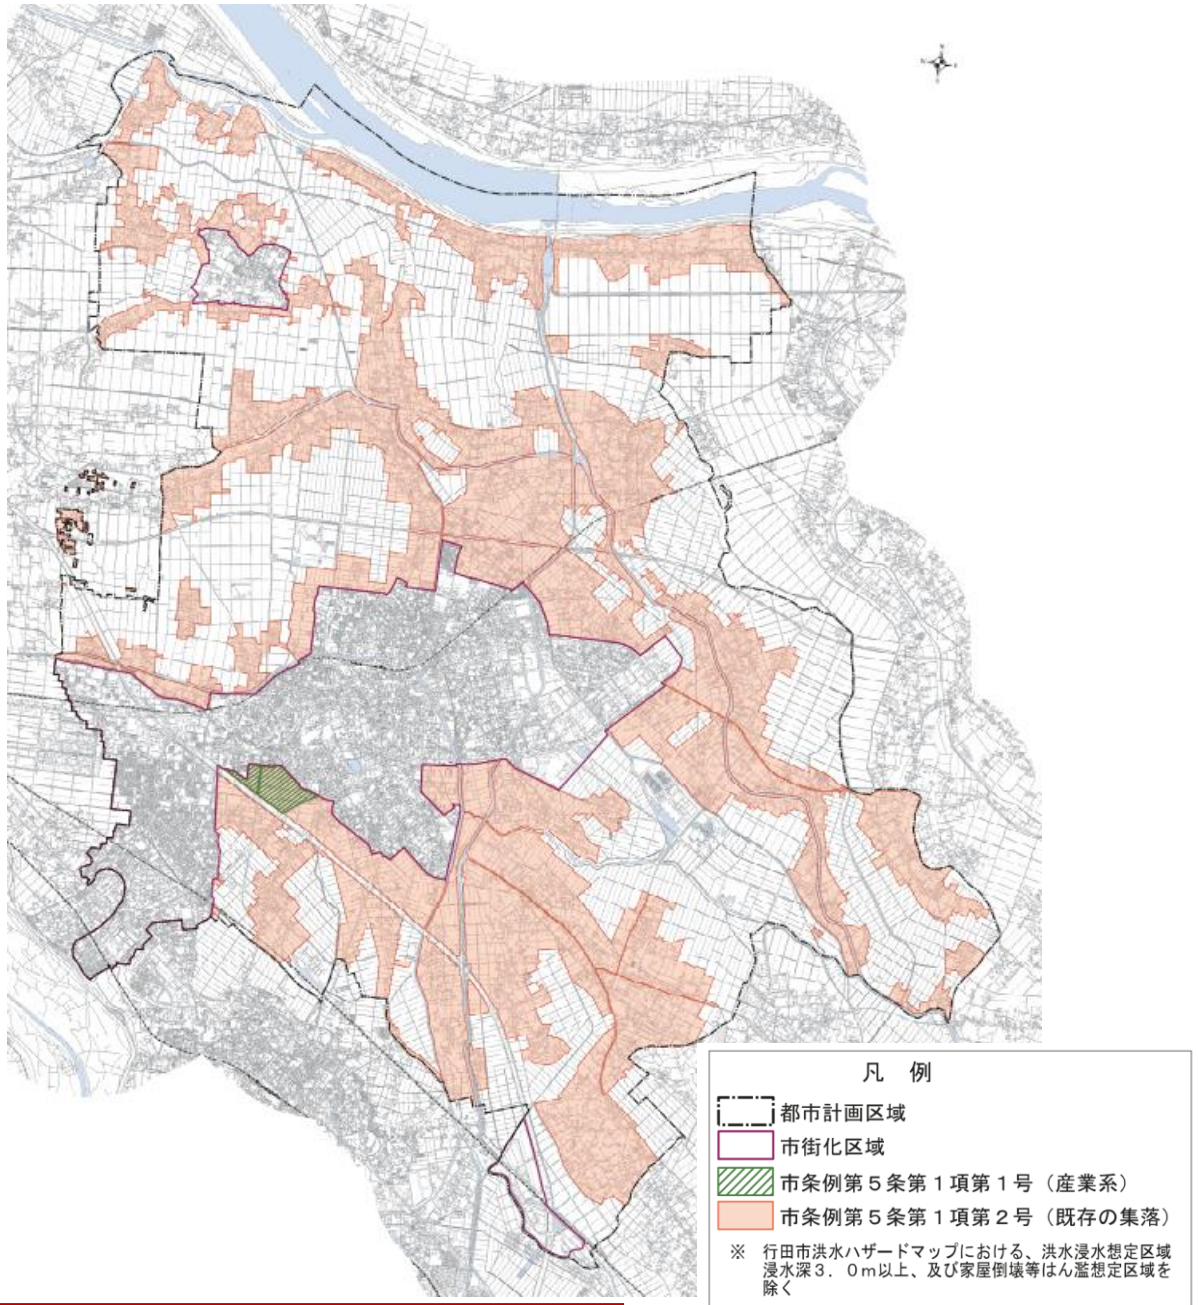 凡 例
都市計画区域
市街化区域
市条例第５条第１項第１号（産業系）
市条例第５条第１項第２号（既存の集落）
※ 行田市洪水ハザードマップにおける、洪水浸水想定区域
浸水深３．０ｍ以上、及び家屋倒壊等はん濫想定区域を
除く